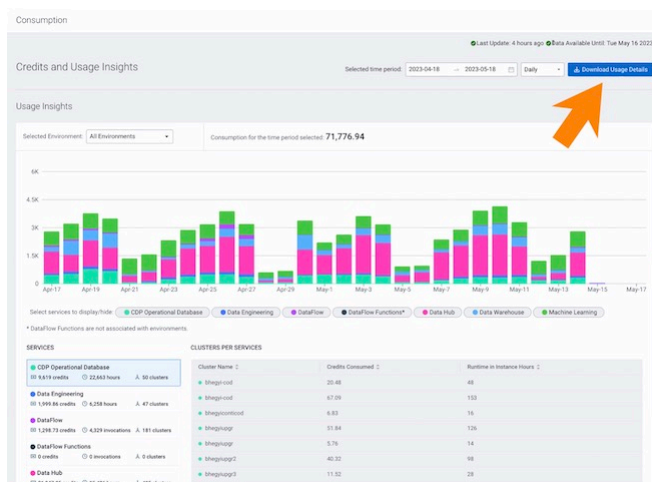 Consumption
Last Update: 4 hours ago Data Available Until: Tue May 16 2023
Credits and Usage Insights
Selected time period 2023-04-18 → 2023-05-18 Daily Download Usage Details
Usage Insights
Selected Environment: All Environments Consumption for the time period selected: 71,776.94
6K
4.5K
3K
1.5K
0
Apr-17 Apr-19 Apr-21 Apr-23 Apr-25 Apr-27 Apr-29 May-1 May-3 May-5 May-7 May-9 May-11 May-13 May-15 May-17
Select services to display/hide: CDP Operational Database Data Engineering DataFlow DataFlow Functions* Data Hub Data Warehouse Machine Learning
* DataFlow Functions are not associated with environments.
SERVICES CLUSTERS PER SERVICES
CDP Operational Database
9,619 credits 22,663 hours 50 clusters
Data Engineering
1,999.86 credits 6,258 hours 47 clusters
DataFlow
1,298.73 credits 4,329 invocations 181 clusters
DataFlow Functions
0 credits 0 invocations 0 clusters
Data Hub
Cluster Name Credits Consumed Runtime in Instance Hours
bhegyi-cod 20.48 48
bhegyi-cod 67.09 153
6.83 16
bhegyiupgr 51.84 126
bhegyiupgr 5.76 14
bhegyiupgr2 40.32 98
bhegyiupgr3 11.52 28